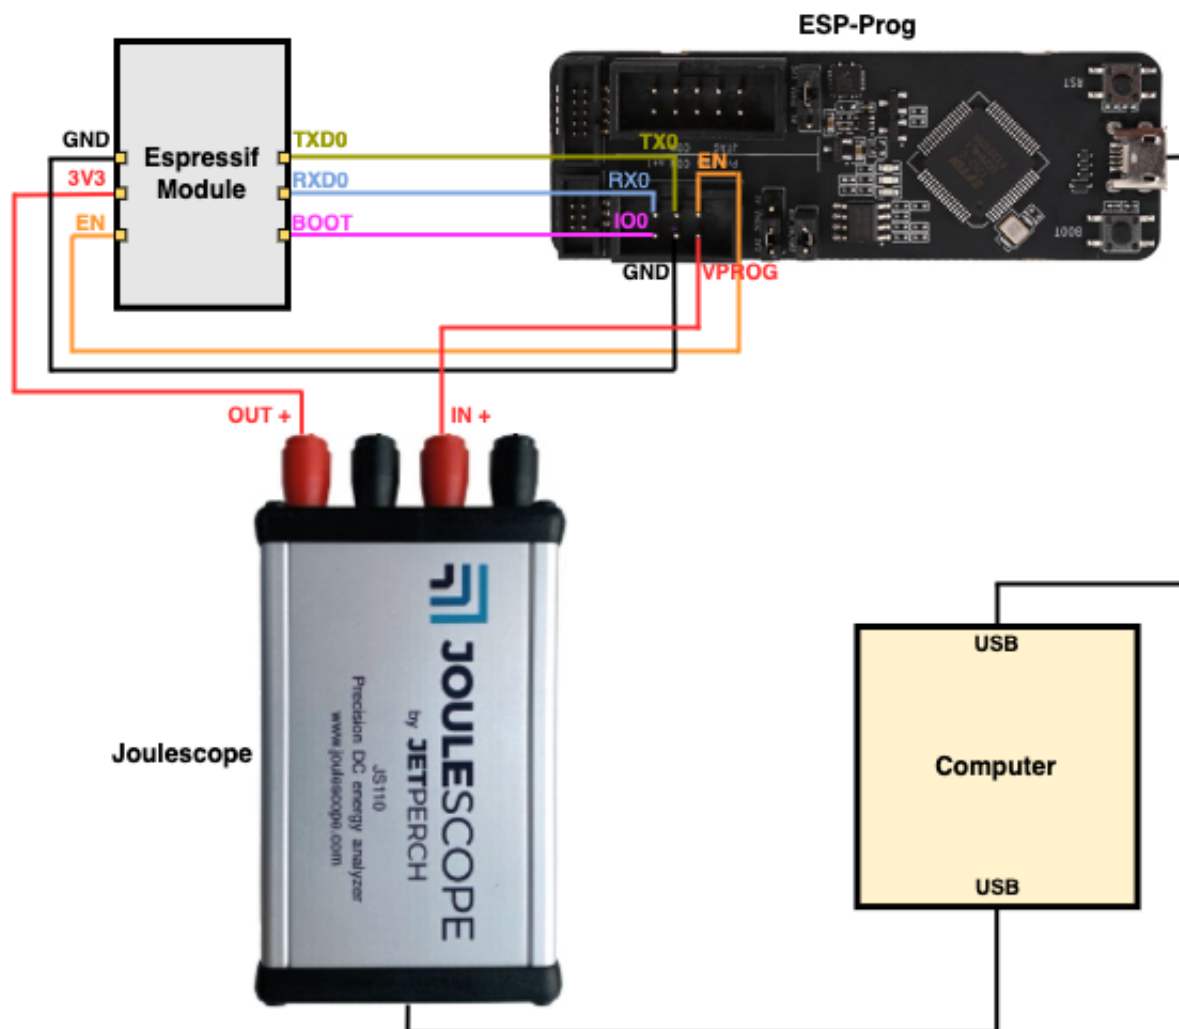 ESP-Prog
GND
3V3
EN
Espressif
Module
TXD0
RXD0
BOOT
TX0
RX0
IO0
EN
GND
VPROG
RST
BOOT
JTAG
OUT +
IN +
JOULESCOPE
by JETPERCH
JS110
Precision DC energy analyzer
www.joulescope.com
Joulescope
USB
Computer
USB